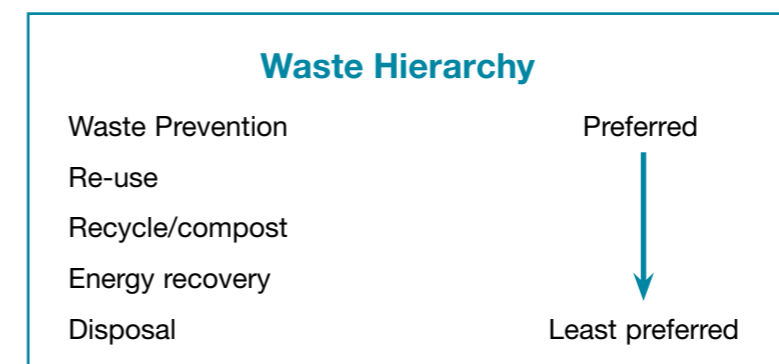 Waste Hierarchy
Waste Prevention Preferred
Re-use
Recycle/compost
Energy recovery
Disposal Least preferred